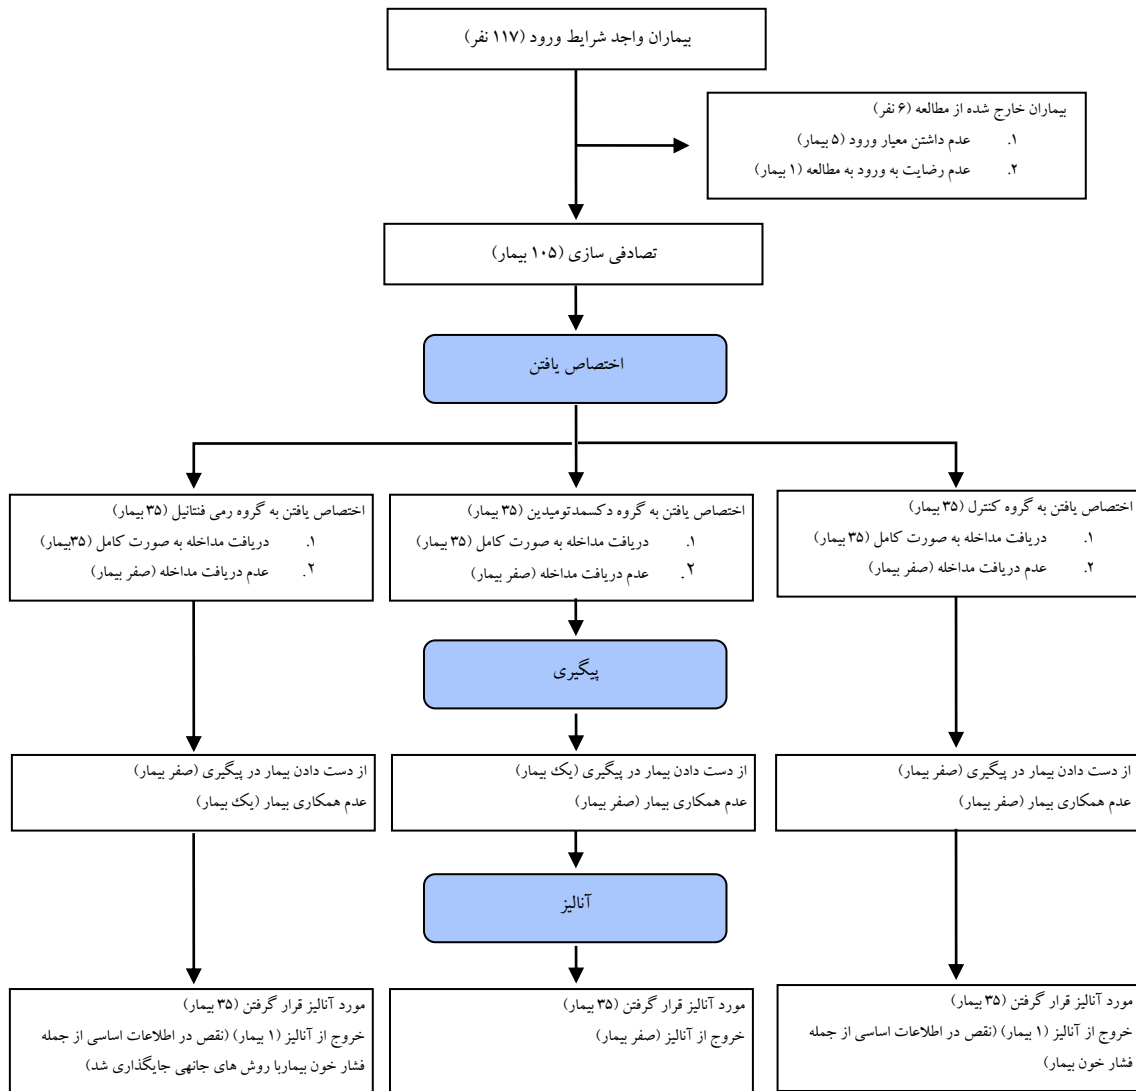 بیماران واجد شرایط ورود (۱۱۷ نفر)
بیماران خارج شده از مطالعه (۶ نفر)
۱. عدم داشتن معیار ورود (۵ بیمار)
۲. عدم رضایت به ورود به مطالعه (۱ بیمار)
تصادفی سازی (۱۰۵ بیمار)
اختصاص یافتن
اختصاص یافتن به گروه کنترل (۳۵ بیمار)
۱. دریافت مداخله به صورت کامل (۳۵ بیمار)
۲. عدم دریافت مداخله (صفر بیمار)
اختصاص یافتن به گروه دکسمدتومیدین (۳۵ بیمار)
۱. دریافت مداخله به صورت کامل (۳۵ بیمار)
۲. عدم دریافت مداخله (صفر بیمار)
اختصاص یافتن به گروه رمی فنتانیل (۳۵ بیمار)
۱. دریافت مداخله به صورت کامل (۳۵بیمار)
۲. عدم دریافت مداخله (صفر بیمار)
پیگیری
از دست دادن بیمار در پیگیری (صفر بیمار)
عدم همکاری بیمار (صفر بیمار)
از دست دادن بیمار در پیگیری (یک بیمار)
عدم همکاری بیمار (صفر بیمار)
از دست دادن بیمار در پیگیری (صفر بیمار)
عدم همکاری بیمار (یک بیمار)
آنالیز
مورد آنالیز قرار گرفتن (۳۵ بیمار)
خروج از آنالیز (۱ بیمار) (نقص در اطلاعات اساسی از جمله
فشار خون بیمار)
مورد آنالیز قرار گرفتن (۳۵ بیمار)
خروج از آنالیز (صفر بیمار)
مورد آنالیز قرار گرفتن (۳۵ بیمار)
خروج از آنالیز (۱ بیمار) (نقص در اطلاعات اساسی از جمله
فشار خون بیماربا روش های جانهی جایگذاری شد)